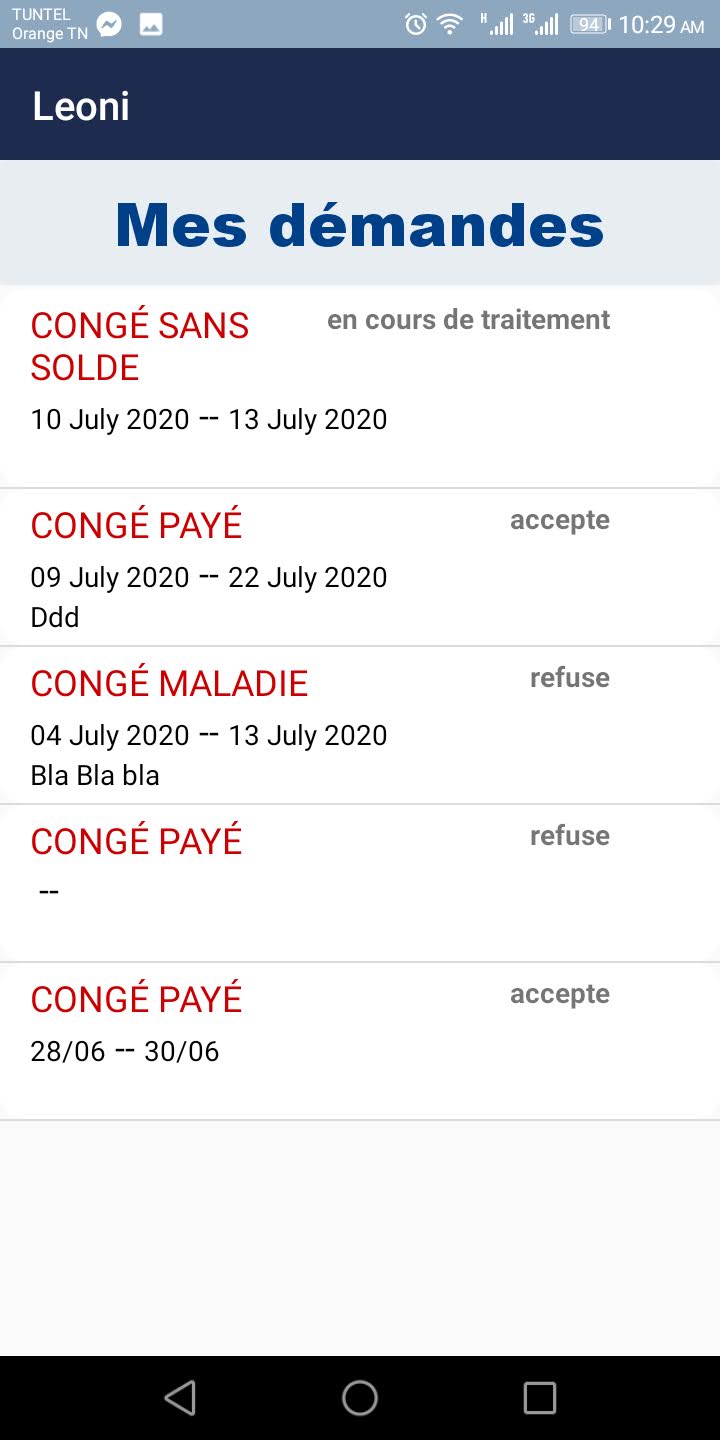 TUNTEL
Orange TN
H 3G 94 10:29 AM
Leoni
Mes démandes
CONGÉ SANS SOLDE
en cours de traitement
10 July 2020 -- 13 July 2020
CONGÉ PAYÉ
accepte
09 July 2020 -- 22 July 2020
Ddd
CONGÉ MALADIE
refuse
04 July 2020 -- 13 July 2020
Bla Bla bla
CONGÉ PAYÉ
refuse
--
CONGÉ PAYÉ
accepte
28/06 -- 30/06